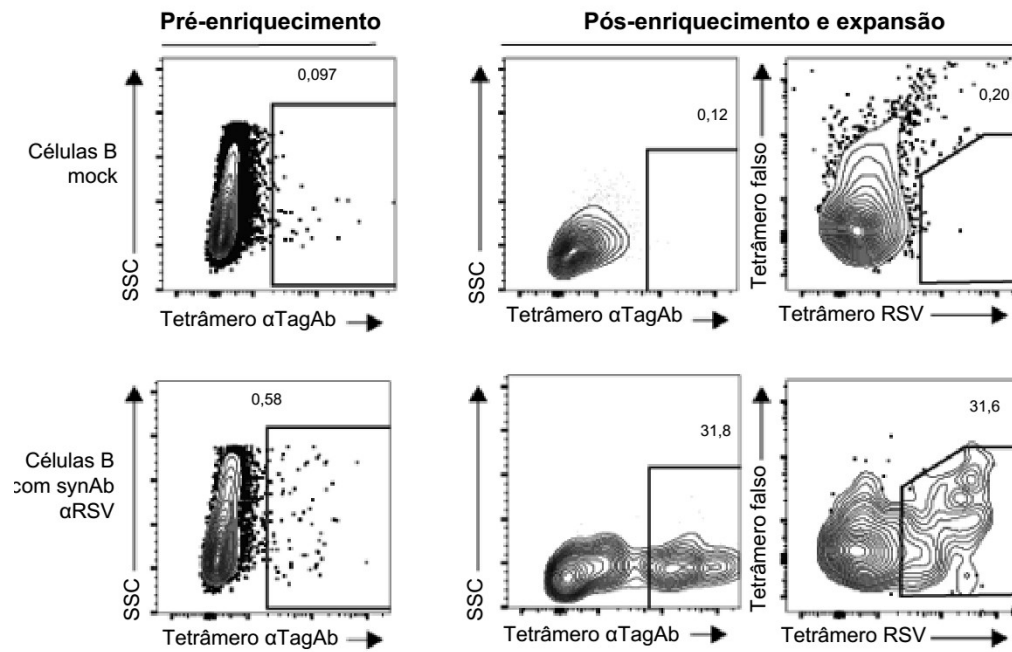 Pré-enriquecimento
Pós-enriquecimento e expansão
Células B
mock
SSC
0,097
Tetrâmero αTagAb
SSC
0,12
Tetrâmero αTagAb
Tetrâmero falso
0,20
Tetrâmero RSV
Células B
com synAb
αRSV
SSC
0,58
Tetrâmero αTagAb
SSC
31,8
Tetrâmero αTagAb
Tetrâmero falso
31,6
Tetrâmero RSV